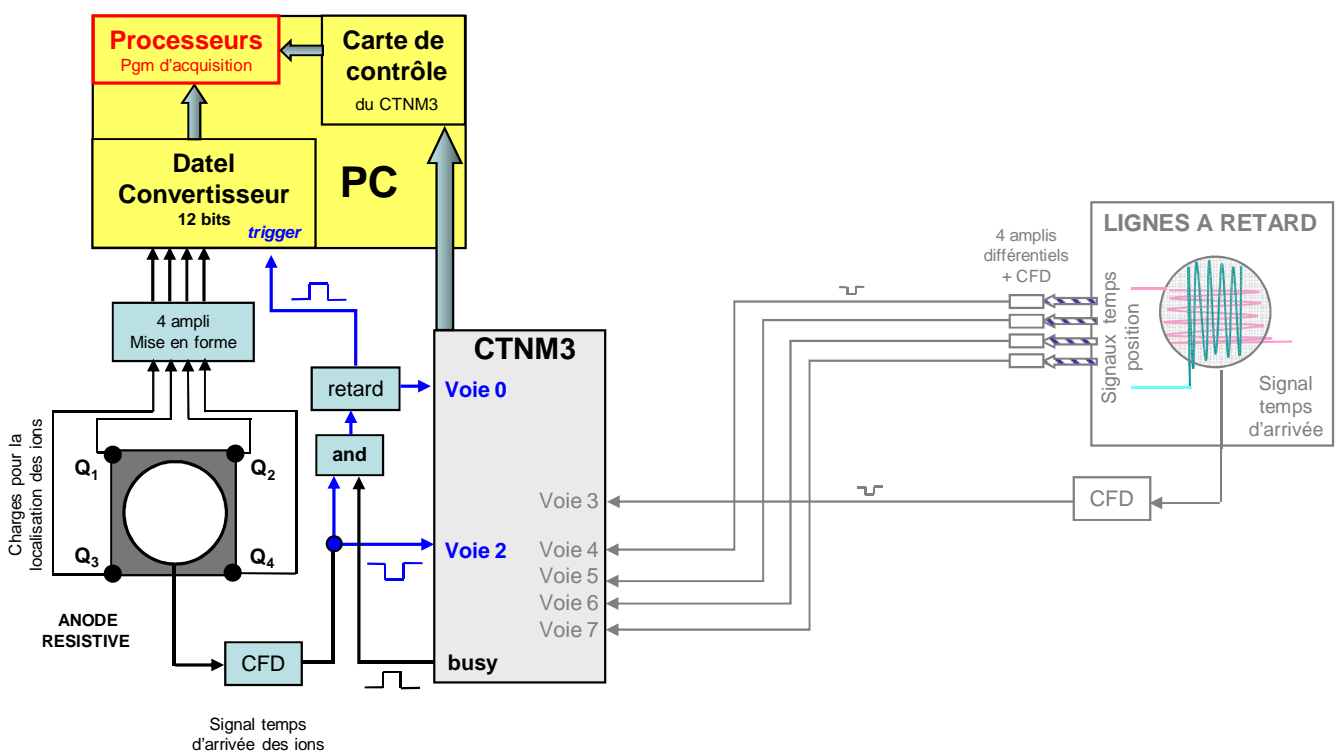 Processeurs
Pgm d'acquisition
Carte de
contrôle
du CTNM3
Datel
Convertisseur
12 bits
trigger
PC
4 ampli
Mise en forme
retard
and
CTNM3
Voie 0
Voie 2
Voie 3
Voie 4
Voie 5
Voie 6
Voie 7
busy
Charges pour la
localisation des ions
Q1
Q2
Q3
Q4
ANODE
RESISTIVE
CFD
Signal temps
d'arrivée des ions
4 amplis
différentiels
+ CFD
LIGNES A RETARD
Signaux temps
position
Signal
temps
d'arrivée
CFD